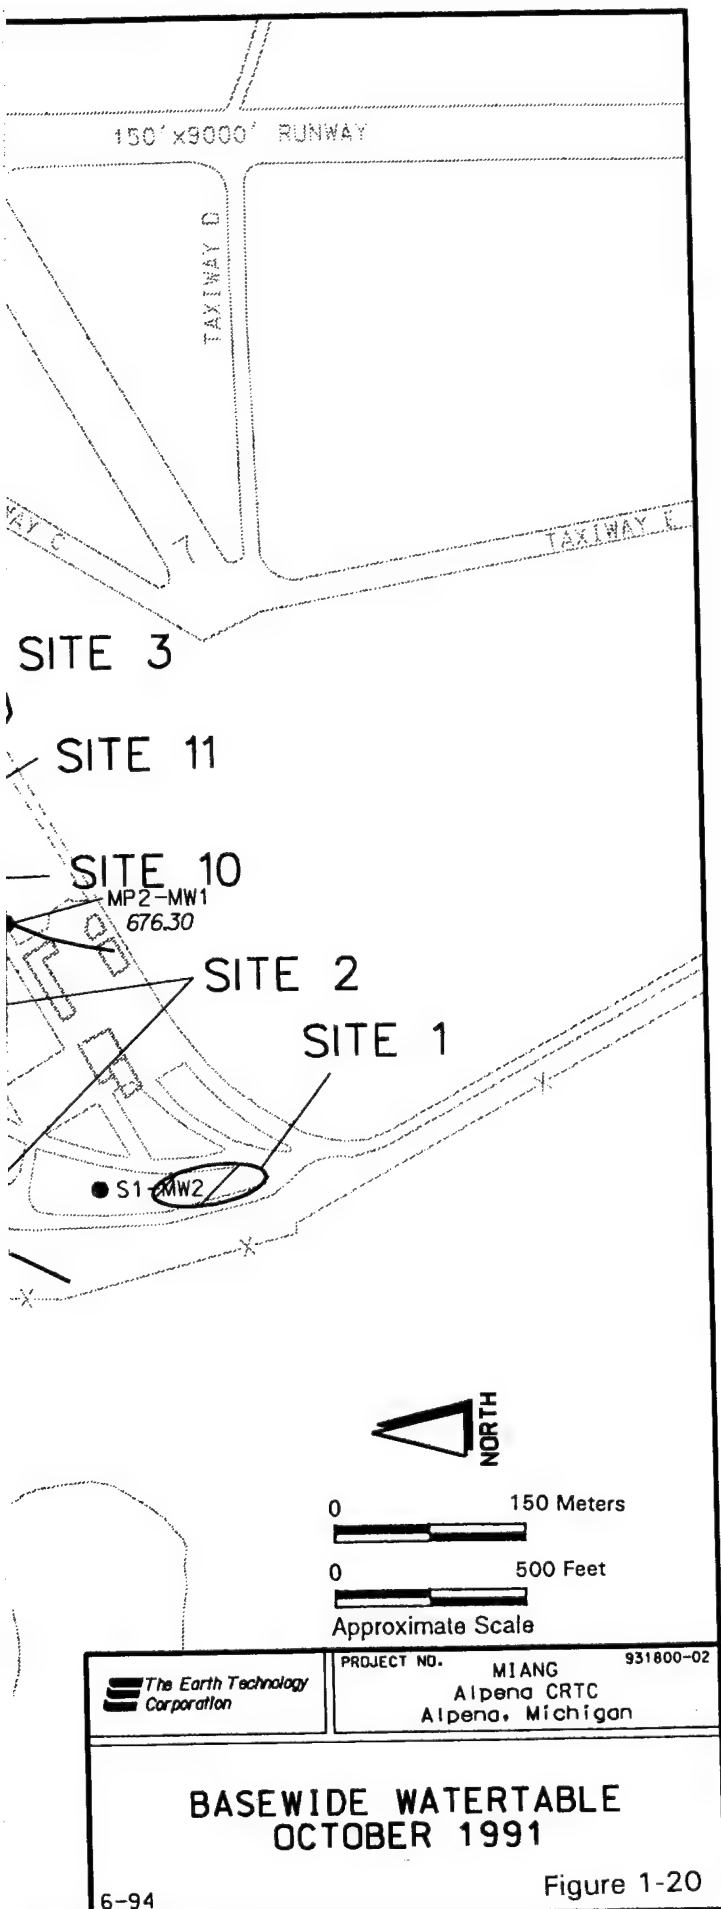 150'x9000' RUNWAY
TAXIWAY D
WAY C
7
TAXIWAY E
SITE 3
SITE 11
SITE 10
MP2-MW1
676.30
SITE 2
SITE 1
S1-MW2
NORTH
0 150 Meters
0 500 Feet
Approximate Scale
The Earth Technology
Corporation
PROJECT NO. 931800-02
MIANG
Alpena CRTC
Alpena, Michigan
BASEWIDE WATERTABLE
OCTOBER 1991
Figure 1-20
6-94